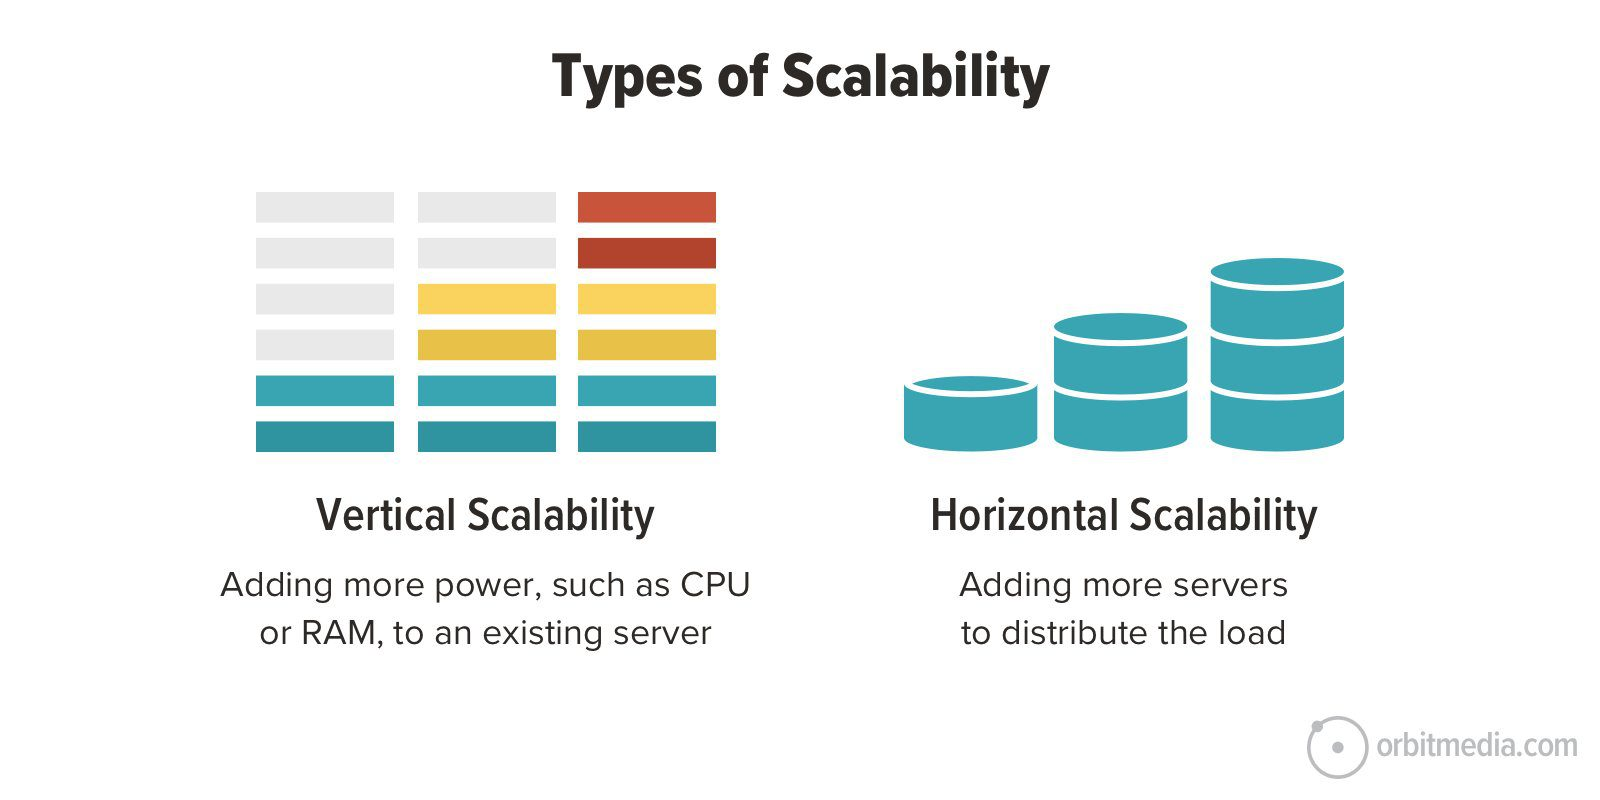 Types of Scalability
Vertical Scalability
Adding more power, such as CPU
or RAM, to an existing server
Horizontal Scalability
Adding more servers
to distribute the load
orbitmedia.com